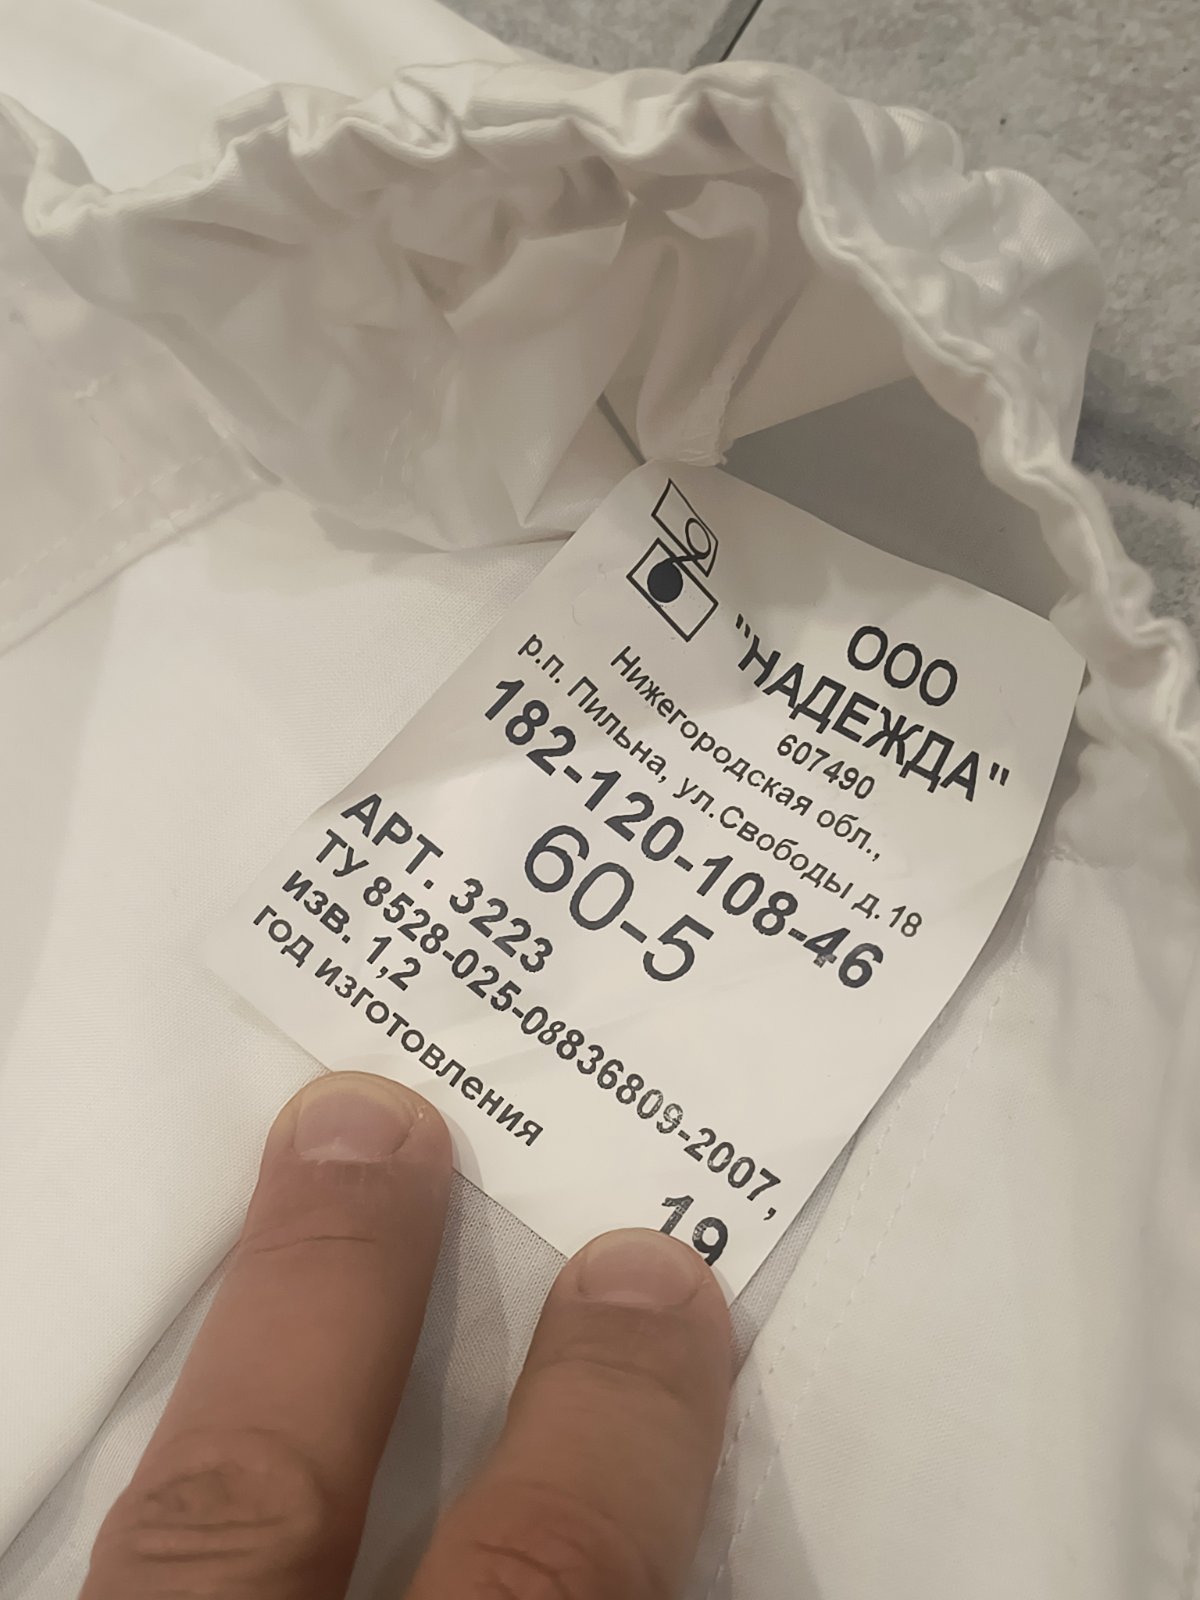 ООО
"НАДЕЖДА"
607490
Нижегородская обл.,
р.п. Пильна, ул.Свободы д. 18
182-120-108-46
60-5
АРТ. 3223
ТУ 8528-025-08836809-2007,
изв. 1,2
год изготовления
19